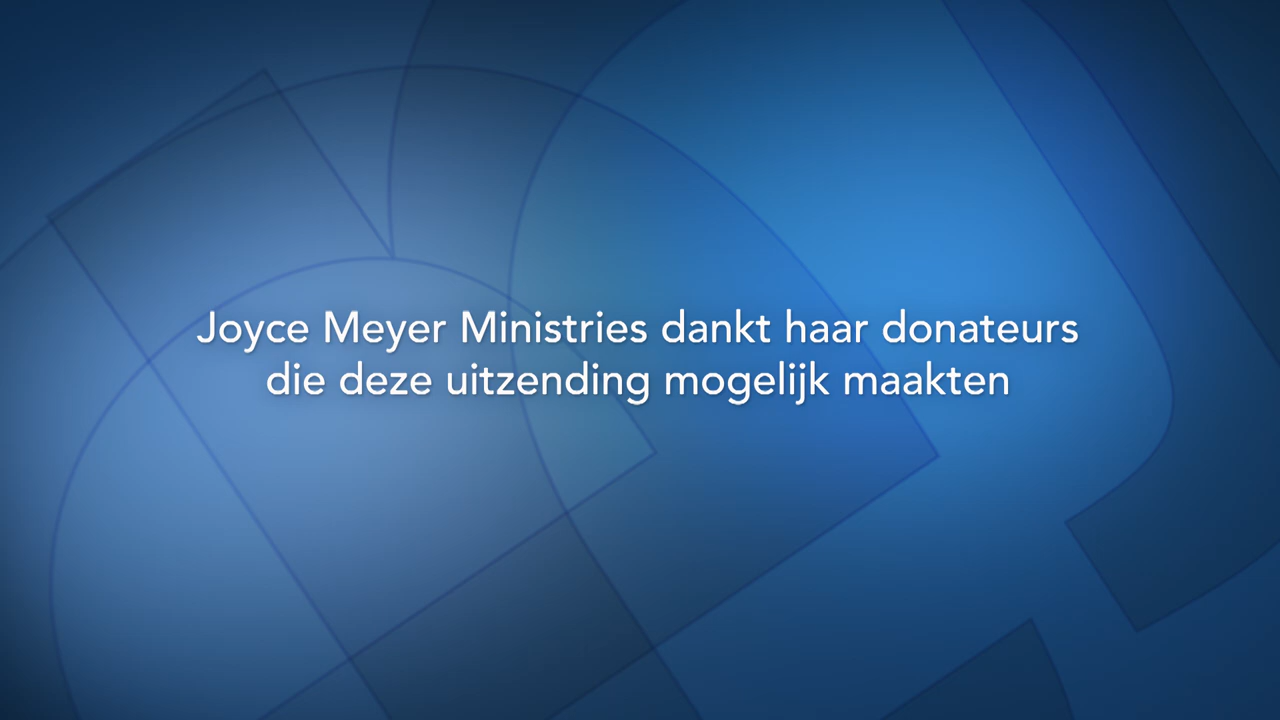 Joyce Meyer Ministries dankt haar donateurs
die deze uitzending mogelijk maakten